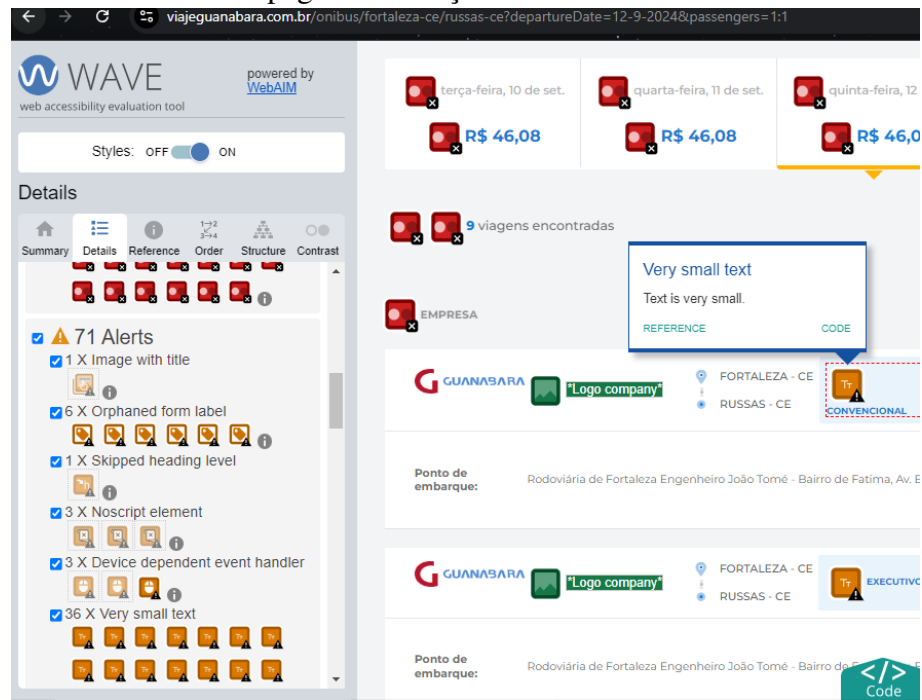 viajeguanabara.com.br/onibus/fortaleza-ce/russas-ce?departureDate=12-9-2024&passengers=1:1
WAVE
web accessibility evaluation tool
powered by
WebAIM
Styles: OFF ON
Details
Summary Details Reference Order Structure Contrast
71 Alerts
1 X Image with title
6 X Orphaned form label
1 X Skipped heading level
3 X Noscript element
3 X Device dependent event handler
36 X Very small text
terça-feira, 10 de set. quarta-feira, 11 de set. quinta-feira, 12
R$ 46,08 R$ 46,08 R$ 46,0
9 viagens encontradas
Very small text
Text is very small.
REFERENCE CODE
EMPRESA
GUANABARA *Logo company* FORTALEZA - CE
RUSSAS - CE
CONVENCIONAL
Ponto de
embarque:
Rodoviária de Fortaleza Engenheiro João Tomé - Bairro de Fatima, Av.
GUANABARA *Logo company* FORTALEZA - CE
RUSSAS - CE
EXECUTIVO
Ponto de
embarque:
Rodoviária de Fortaleza Engenheiro João Tomé - Bairro de
</> Code